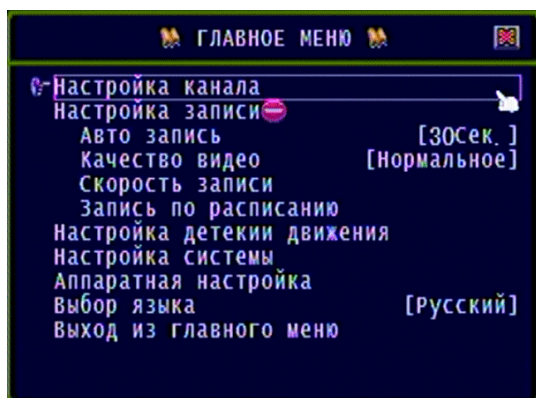 ГЛАВНОЕ МЕНЮ
Настройка канала
Настройка записи
Авто запись [30Сек.]
Качество видео [Нормальное]
Скорость записи
Запись по расписанию
Настройка детекии движения
Настройка системы
Аппаратная настройка
Выбор языка [Русский]
Выход из главного меню